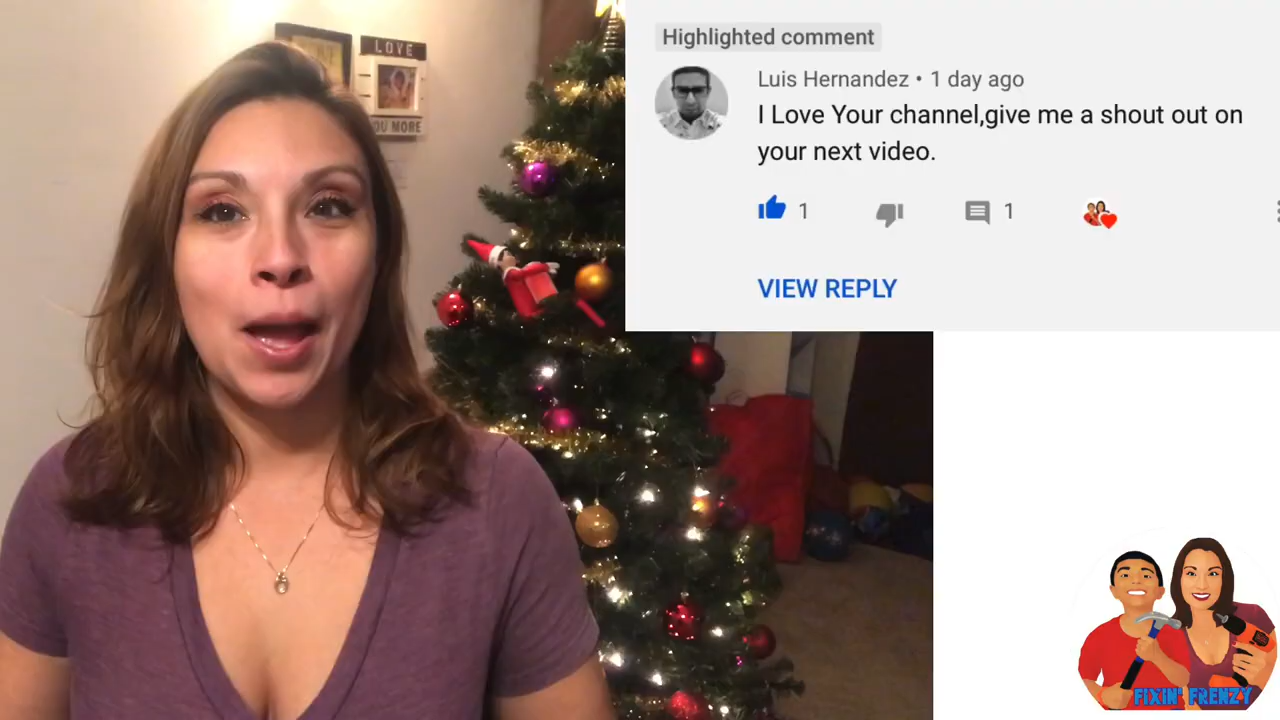 LOVE
YOU MORE
Highlighted comment
Luis Hernandez • 1 day ago
I Love Your channel,give me a shout out on
your next video.
1
1
VIEW REPLY
FIXIN' FRENZY